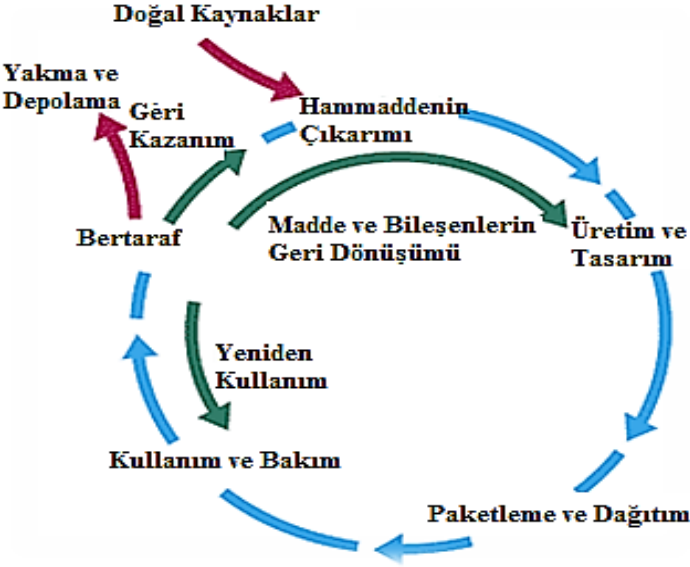 Doğal Kaynaklar
Yakma ve
Depolama
Geri
Kazanım
Hammaddenin
Çıkarımı
Bertaraf
Madde ve Bileşenlerin
Geri Dönüşümü
Üretim ve
Tasarım
Yeniden
Kullanım
Kullanım ve Bakım
Paketleme ve Dağıtım